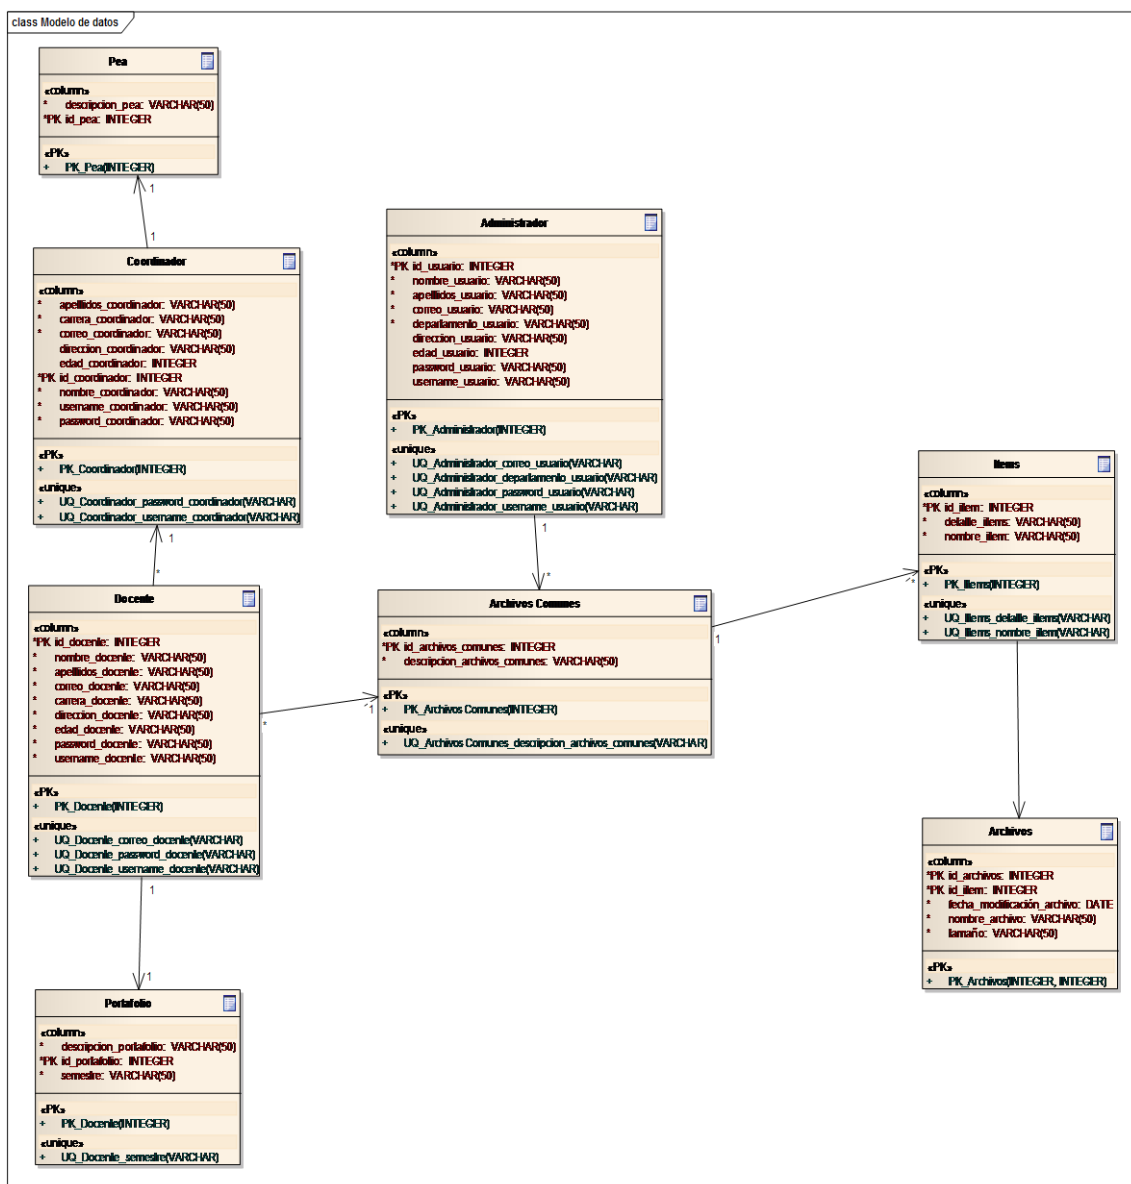 class Modelo de datos
Pea
«column»
* descripcion_pea: VARCHAR(50)
*PK id_pea: INTEGER
«PK»
+ PK_Pea(INTEGER)
1
1
Coordinador
«column»
* apelllidos_coordinador: VARCHAR(50)
* carrera_coordinador: VARCHAR(50)
* correo_coordinador: VARCHAR(50)
direccion_coordinador: VARCHAR(50)
edad_coordinador: INTEGER
*PK id_coordinador: INTEGER
* nombre_coordinador: VARCHAR(50)
* username_coordinador: VARCHAR(50)
* password_coordinador: VARCHAR(50)
«PK»
+ PK_Coordinador(INTEGER)
«unique»
+ UQ_Coordinador_password_coordinador(VARCHAR)
+ UQ_Coordinador_username_coordinador(VARCHAR)
1
*
Administrador
«column»
*PK id_usuario: INTEGER
* nombre_usuario: VARCHAR(50)
* apelllidos_usuario: VARCHAR(50)
* correo_usuario: VARCHAR(50)
* departamento_usuario: VARCHAR(50)
direccion_usuario: VARCHAR(50)
edad_usuario: INTEGER
password_usuario: VARCHAR(50)
username_usuario: VARCHAR(50)
«PK»
+ PK_Administrador(INTEGER)
«unique»
+ UQ_Administrador_correo_usuario(VARCHAR)
+ UQ_Administrador_departamento_usuario(VARCHAR)
+ UQ_Administrador_password_usuario(VARCHAR)
+ UQ_Administrador_username_usuario(VARCHAR)
1
*
Items
«column»
*PK id_item: INTEGER
* detalle_items: VARCHAR(50)
* nombre_item: VARCHAR(50)
«PK»
+ PK_Items(INTEGER)
«unique»
+ UQ_Items_detalle_items(VARCHAR)
+ UQ_Items_nombre_item(VARCHAR)
*
1
Docente
«column»
*PK id_docente: INTEGER
* nombre_docente: VARCHAR(50)
* apelllidos_docente: VARCHAR(50)
* correo_docente: VARCHAR(50)
* carrera_docente: VARCHAR(50)
* direccion_docente: VARCHAR(50)
* edad_docente: VARCHAR(50)
* password_docente: VARCHAR(50)
* username_docente: VARCHAR(50)
«PK»
+ PK_Docente(INTEGER)
«unique»
+ UQ_Docente_correo_docente(VARCHAR)
+ UQ_Docente_password_docente(VARCHAR)
+ UQ_Docente_username_docente(VARCHAR)
*
1
Archivos Comunes
«column»
*PK id_archivos_comunes: INTEGER
* descripcion_archivos_comunes: VARCHAR(50)
«PK»
+ PK_Archivos Comunes(INTEGER)
«unique»
+ UQ_Archivos Comunes_descripcion_archivos_comunes(VARCHAR)
Archivos
«column»
*PK id_archivos: INTEGER
*PK id_item: INTEGER
* fecha_modificación_archivo: DATE
* nombre_archivo: VARCHAR(50)
* tamaño: VARCHAR(50)
«PK»
+ PK_Archivos(INTEGER, INTEGER)
1
1
Portafolio
«column»
* descripcion_portafolio: VARCHAR(50)
*PK id_portafolio: INTEGER
* semestre: VARCHAR(50)
«PK»
+ PK_Docente(INTEGER)
«unique»
+ UQ_Docente_semestre(VARCHAR)